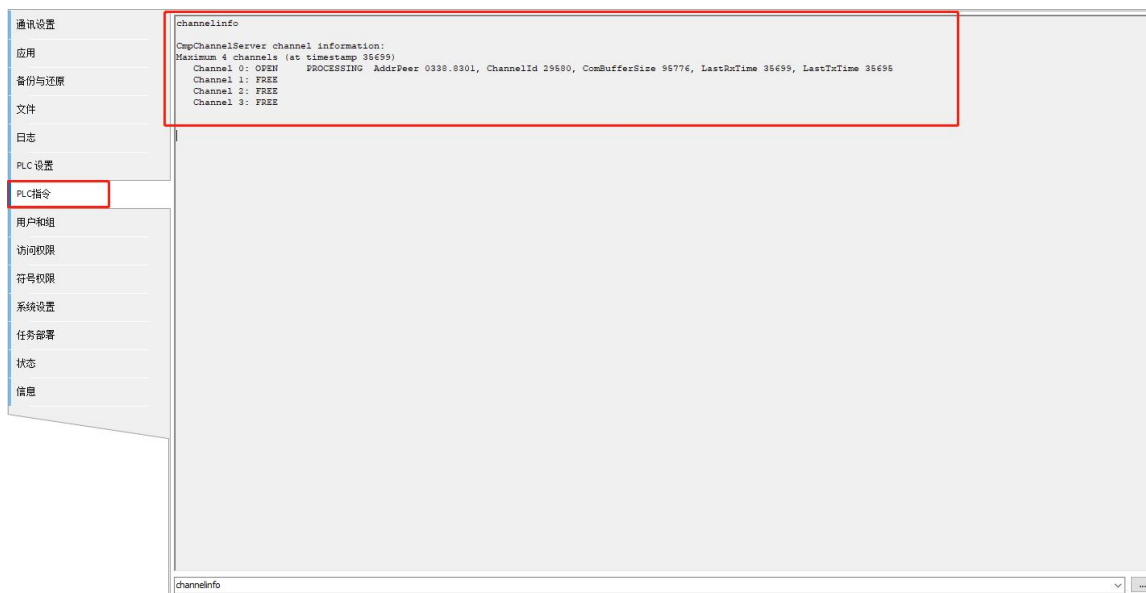 通讯设置
应用
备份与还原
文件
日志
PLC 设置
PLC指令
用户和组
访问权限
符号权限
系统设置
任务部署
状态
信息
channelinfo
CmpChannelServer channel information:
Maximum 4 channels (at timestamp 35699)
Channel 0: OPEN PROCESSING AddrPeer 0338.8301, ChannelId 29580, ComBufferSize 95776, LastRxTime 35699, LastTxTime 35695
Channel 1: FREE
Channel 2: FREE
Channel 3: FREE
channelinfo
...